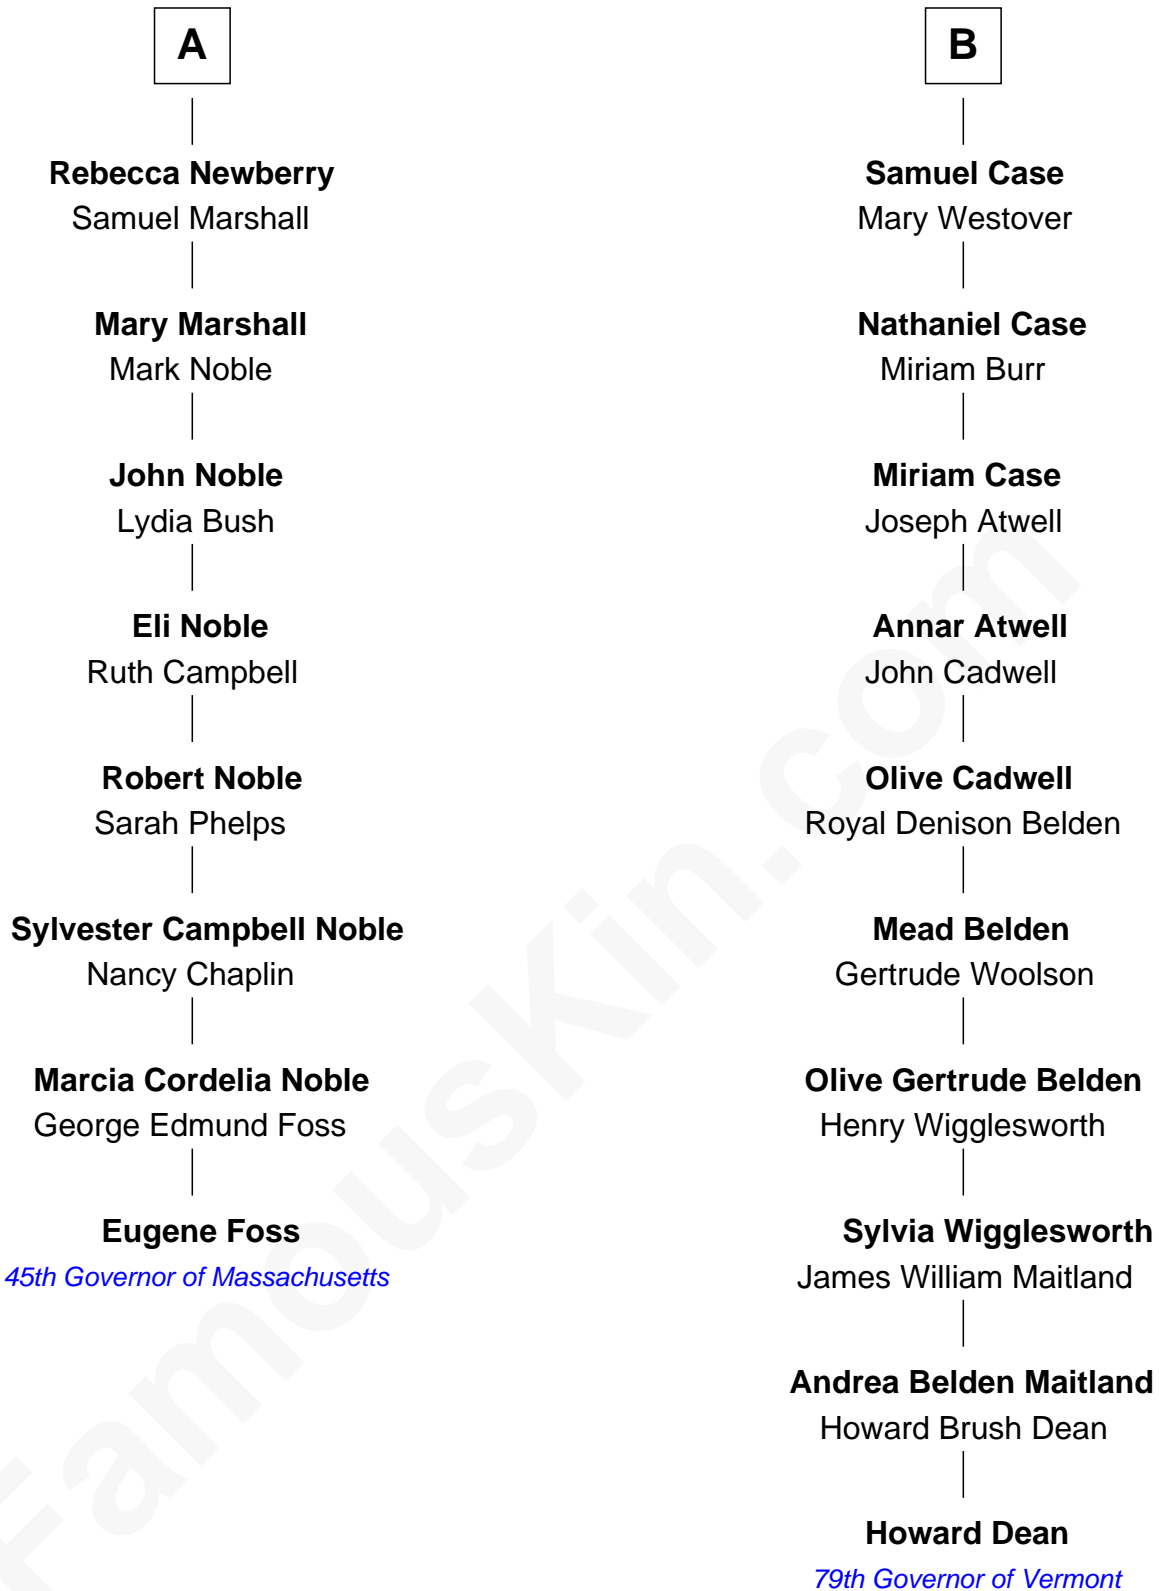 A
Rebecca Newberry
Samuel Marshall
Mary Marshall
Mark Noble
John Noble
Lydia Bush
Eli Noble
Ruth Campbell
Robert Noble
Sarah Phelps
Sylvester Campbell Noble
Nancy Chaplin
Marcia Cordelia Noble
George Edmund Foss
Eugene Foss
45th Governor of Massachusetts
B
Samuel Case
Mary Westover
Nathaniel Case
Miriam Burr
Miriam Case
Joseph Atwell
Annar Atwell
John Cadwell
Olive Cadwell
Royal Denison Belden
Mead Belden
Gertrude Woolson
Olive Gertrude Belden
Henry Wigglesworth
Sylvia Wigglesworth
James William Maitland
Andrea Belden Maitland
Howard Brush Dean
Howard Dean
79th Governor of Vermont
FamousKin.com